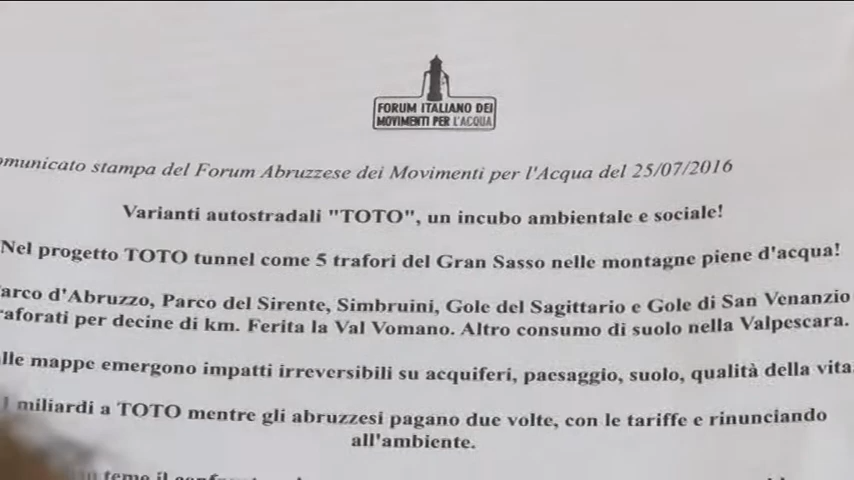 FORUM ITALIANO DEI
MOVIMENTI PER L'ACQUA
omunicato stampa del Forum Abruzzese dei Movimenti per l'Acqua del 25/07/2016
Varianti autostradali "TOTO", un incubo ambientale e sociale!
Nel progetto TOTO tunnel come 5 trafori del Gran Sasso nelle montagne piene d'acqua!
arco d'Abruzzo, Parco del Sirente, Simbruini, Gole del Sagittario e Gole di San Venanzio
raforati per decine di km. Ferita la Val Vomano. Altro consumo di suolo nella Valpescara.
lle mappe emergono impatti irreversibili su acquiferi, paesaggio, suolo, qualità della vita.
miliardi a TOTO mentre gli abruzzesi pagano due volte, con le tariffe e rinunciando
all'ambiente.
teme il